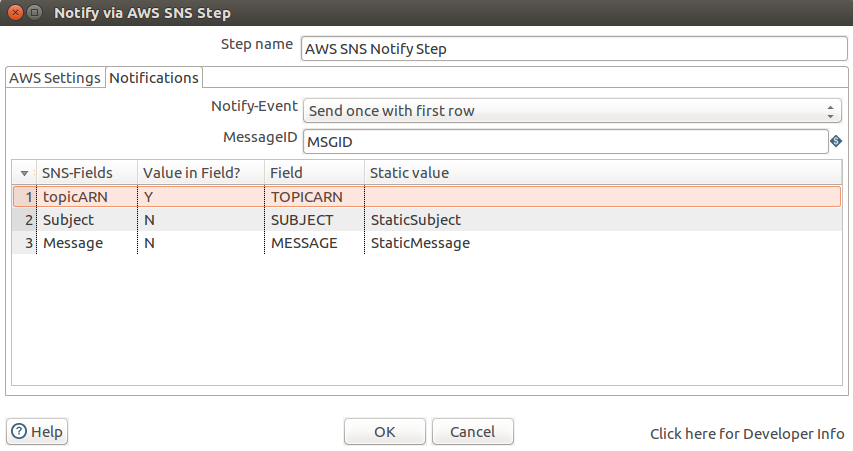 Notify via AWS SNS Step
Step name AWS SNS Notify Step
AWS Settings Notifications
Notify-Event Send once with first row
MessageID MSGID
SNS-Fields Value in Field? Field Static value
1 topicARN Y TOPICARN
2 Subject N SUBJECT StaticSubject
3 Message N MESSAGE StaticMessage
Help OK Cancel Click here for Developer Info